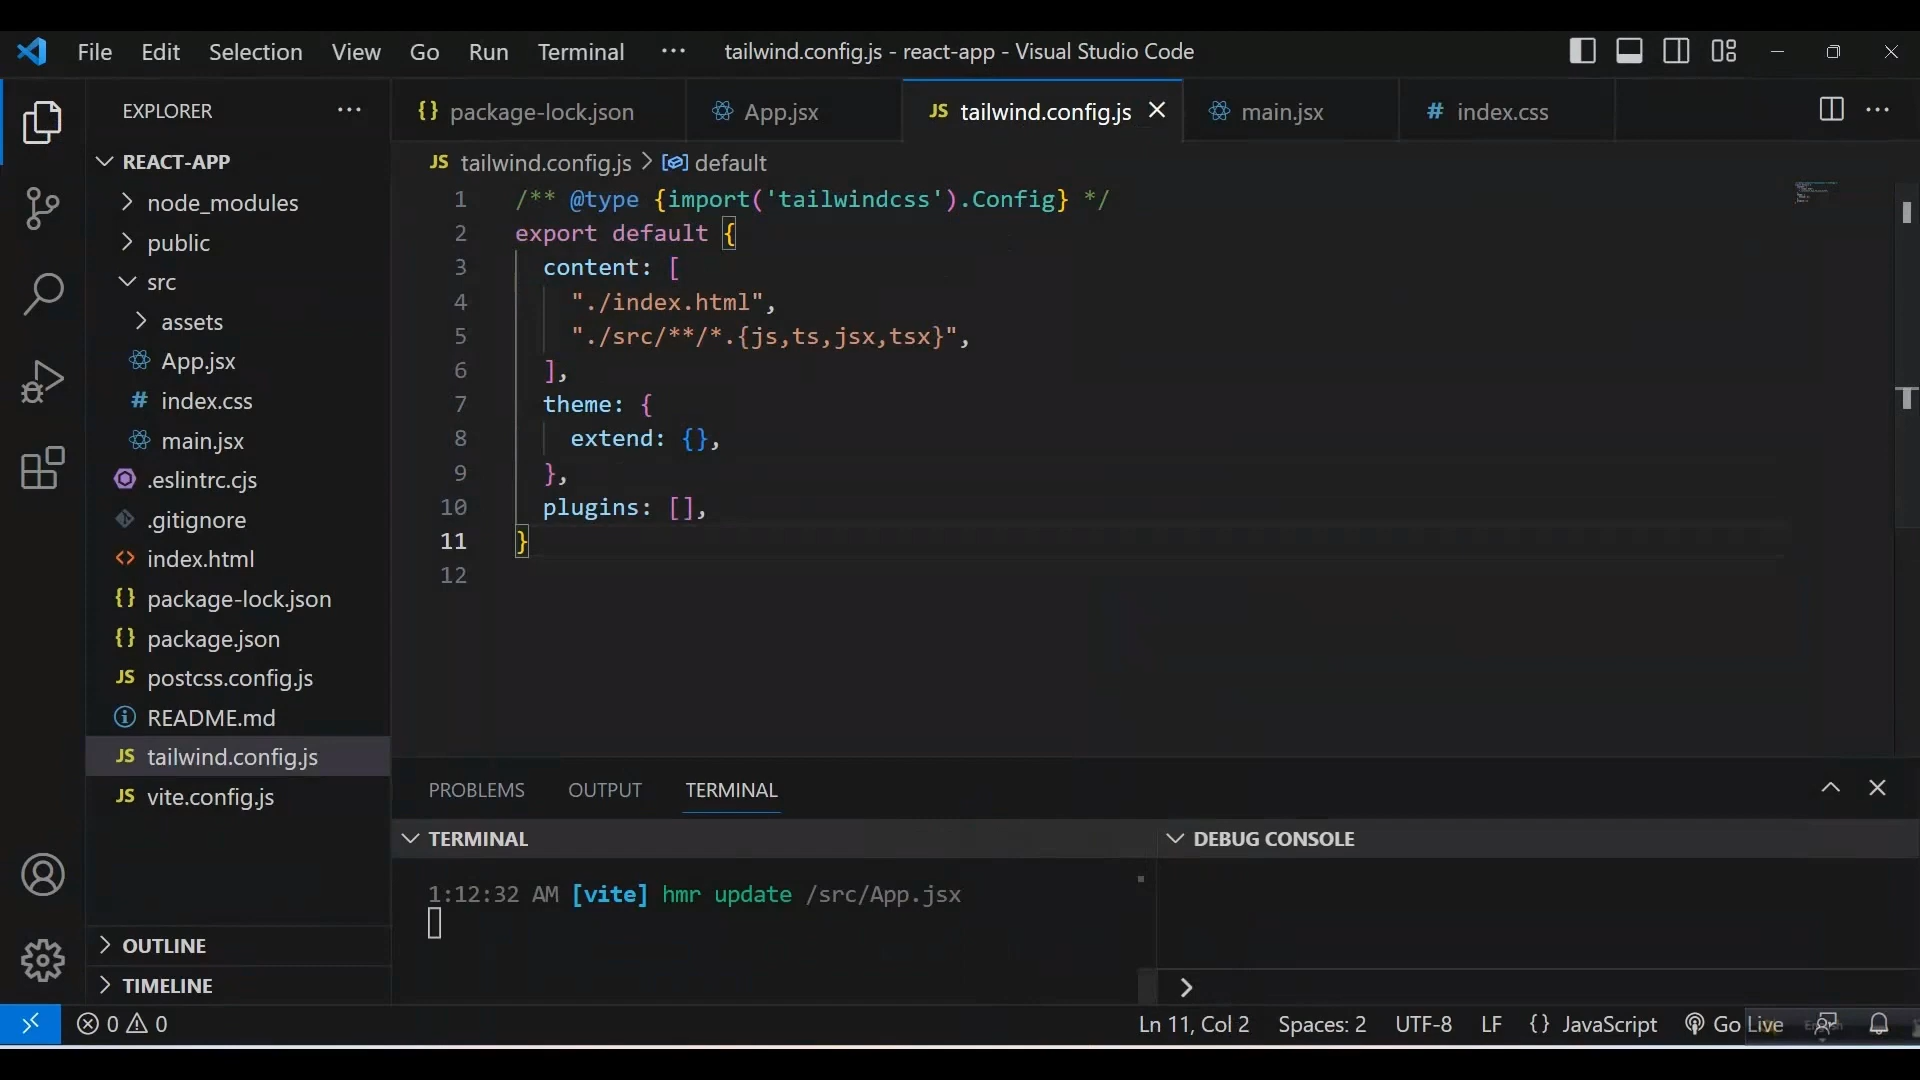 File Edit Selection View Go Run Terminal ··· tailwind.config.js - react-app - Visual Studio Code
EXPLORER ···
{} package-lock.json App.jsx JS tailwind.config.js main.jsx # index.css ···
REACT-APP
node_modules
public
src
assets
App.jsx
# index.css
main.jsx
.eslintrc.cjs
.gitignore
<> index.html
{} package-lock.json
{} package.json
JS postcss.config.js
README.md
JS tailwind.config.js
JS vite.config.js
OUTLINE
TIMELINE
JS tailwind.config.js > default
1 /** @type {import('tailwindcss').Config} */
2 export default {
3 content: [
4 "./index.html",
5 "./src/**/*.{js,ts,jsx,tsx}",
6 ],
7 theme: {
8 extend: {},
9 },
10 plugins: [],
11 }
12
PROBLEMS OUTPUT TERMINAL
TERMINAL
1:12:32 AM [vite] hmr update /src/App.jsx
DEBUG CONSOLE
>
0 0 Ln 11, Col 2 Spaces: 2 UTF-8 LF {} JavaScript Go Live